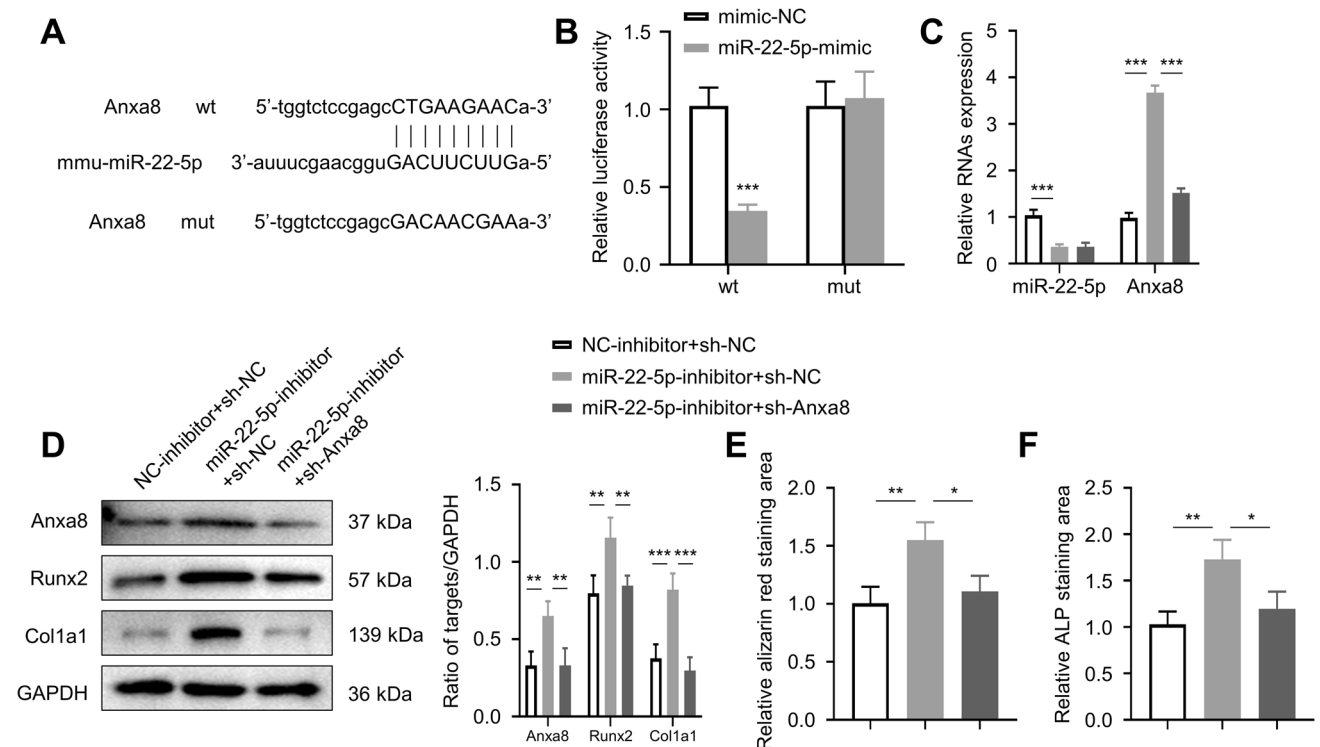 A
Anxa8 wt 5’-tggtctccgagcCTGAAGAACa-3’
mmu-miR-22-5p 3’-auuucgaacgguGACUUCUUGa-5’
Anxa8 mut 5’-tggtctccgagcGACAACGAAa-3’
B
mimic-NC
miR-22-5p-mimic
Relative luciferase activity
1.5
1.0
0.5
0.0
***
wt mut
C
Relative RNAs expression
5
4
3
2
1
0
*** *** ***
miR-22-5p Anxa8
NC-inhibitor+sh-NC
miR-22-5p-inhibitor+sh-NC
miR-22-5p-inhibitor+sh-Anxa8
D
NC-inhibitor+sh-NC
miR-22-5p-inhibitor
+sh-NC
miR-22-5p-inhibitor
+sh-Anxa8
Anxa8 37 kDa
Runx2 57 kDa
Col1a1 139 kDa
GAPDH 36 kDa
Ratio of targets/GAPDH
1.5
1.0
0.5
0.0
** ** ** ** *** ***
Anxa8 Runx2 Col1a1
E
Relative alizarin red staining area
2.0
1.5
1.0
0.5
0.0
** *
F
Relative ALP staining area
2.5
2.0
1.5
1.0
0.5
0.0
** *